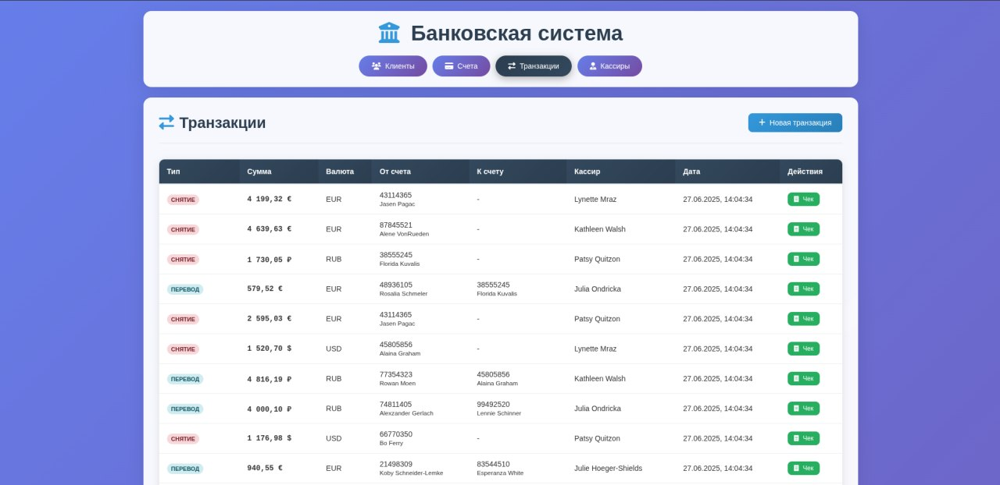 Банковская система
Клиенты Счета Транзакции Кассиры
Транзакции
Новая транзакция
Тип Сумма Валюта От счета К счету Кассир Дата Действия
СНЯТИЕ 4 199,32 € EUR 43114365 - Lynette Mraz 27.06.2025, 14:04:34 Чек
Jasen Pagac
СНЯТИЕ 4 639,63 € EUR 87845521 - Kathleen Walsh 27.06.2025, 14:04:34 Чек
Alene VonRueden
СНЯТИЕ 1 730,05 ₽ RUB 38555245 - Patsy Quitzon 27.06.2025, 14:04:34 Чек
Florida Kuvalis
ПЕРЕВОД 579,52 € EUR 48936105 38555245 Julia Ondricka 27.06.2025, 14:04:34 Чек
Rosalia Schmeler Florida Kuvalis
СНЯТИЕ 2 595,03 € EUR 43114365 - Patsy Quitzon 27.06.2025, 14:04:34 Чек
Jasen Pagac
СНЯТИЕ 1 520,70 $ USD 45805856 - Lynette Mraz 27.06.2025, 14:04:34 Чек
Alaina Graham
ПЕРЕВОД 4 816,19 ₽ RUB 77354323 45805856 Kathleen Walsh 27.06.2025, 14:04:34 Чек
Rowan Moen Alaina Graham
ПЕРЕВОД 4 000,10 ₽ RUB 74811405 99492520 Julia Ondricka 27.06.2025, 14:04:34 Чек
Alexzander Gerlach Lennie Schinner
СНЯТИЕ 1 176,98 $ USD 66770350 - Patsy Quitzon 27.06.2025, 14:04:34 Чек
Bo Ferry
ПЕРЕВОД 940,55 € EUR 21498309 83544510 Julie Hoeger-Shields 27.06.2025, 14:04:34 Чек
Koby Schneider-Lemke Esperanza White